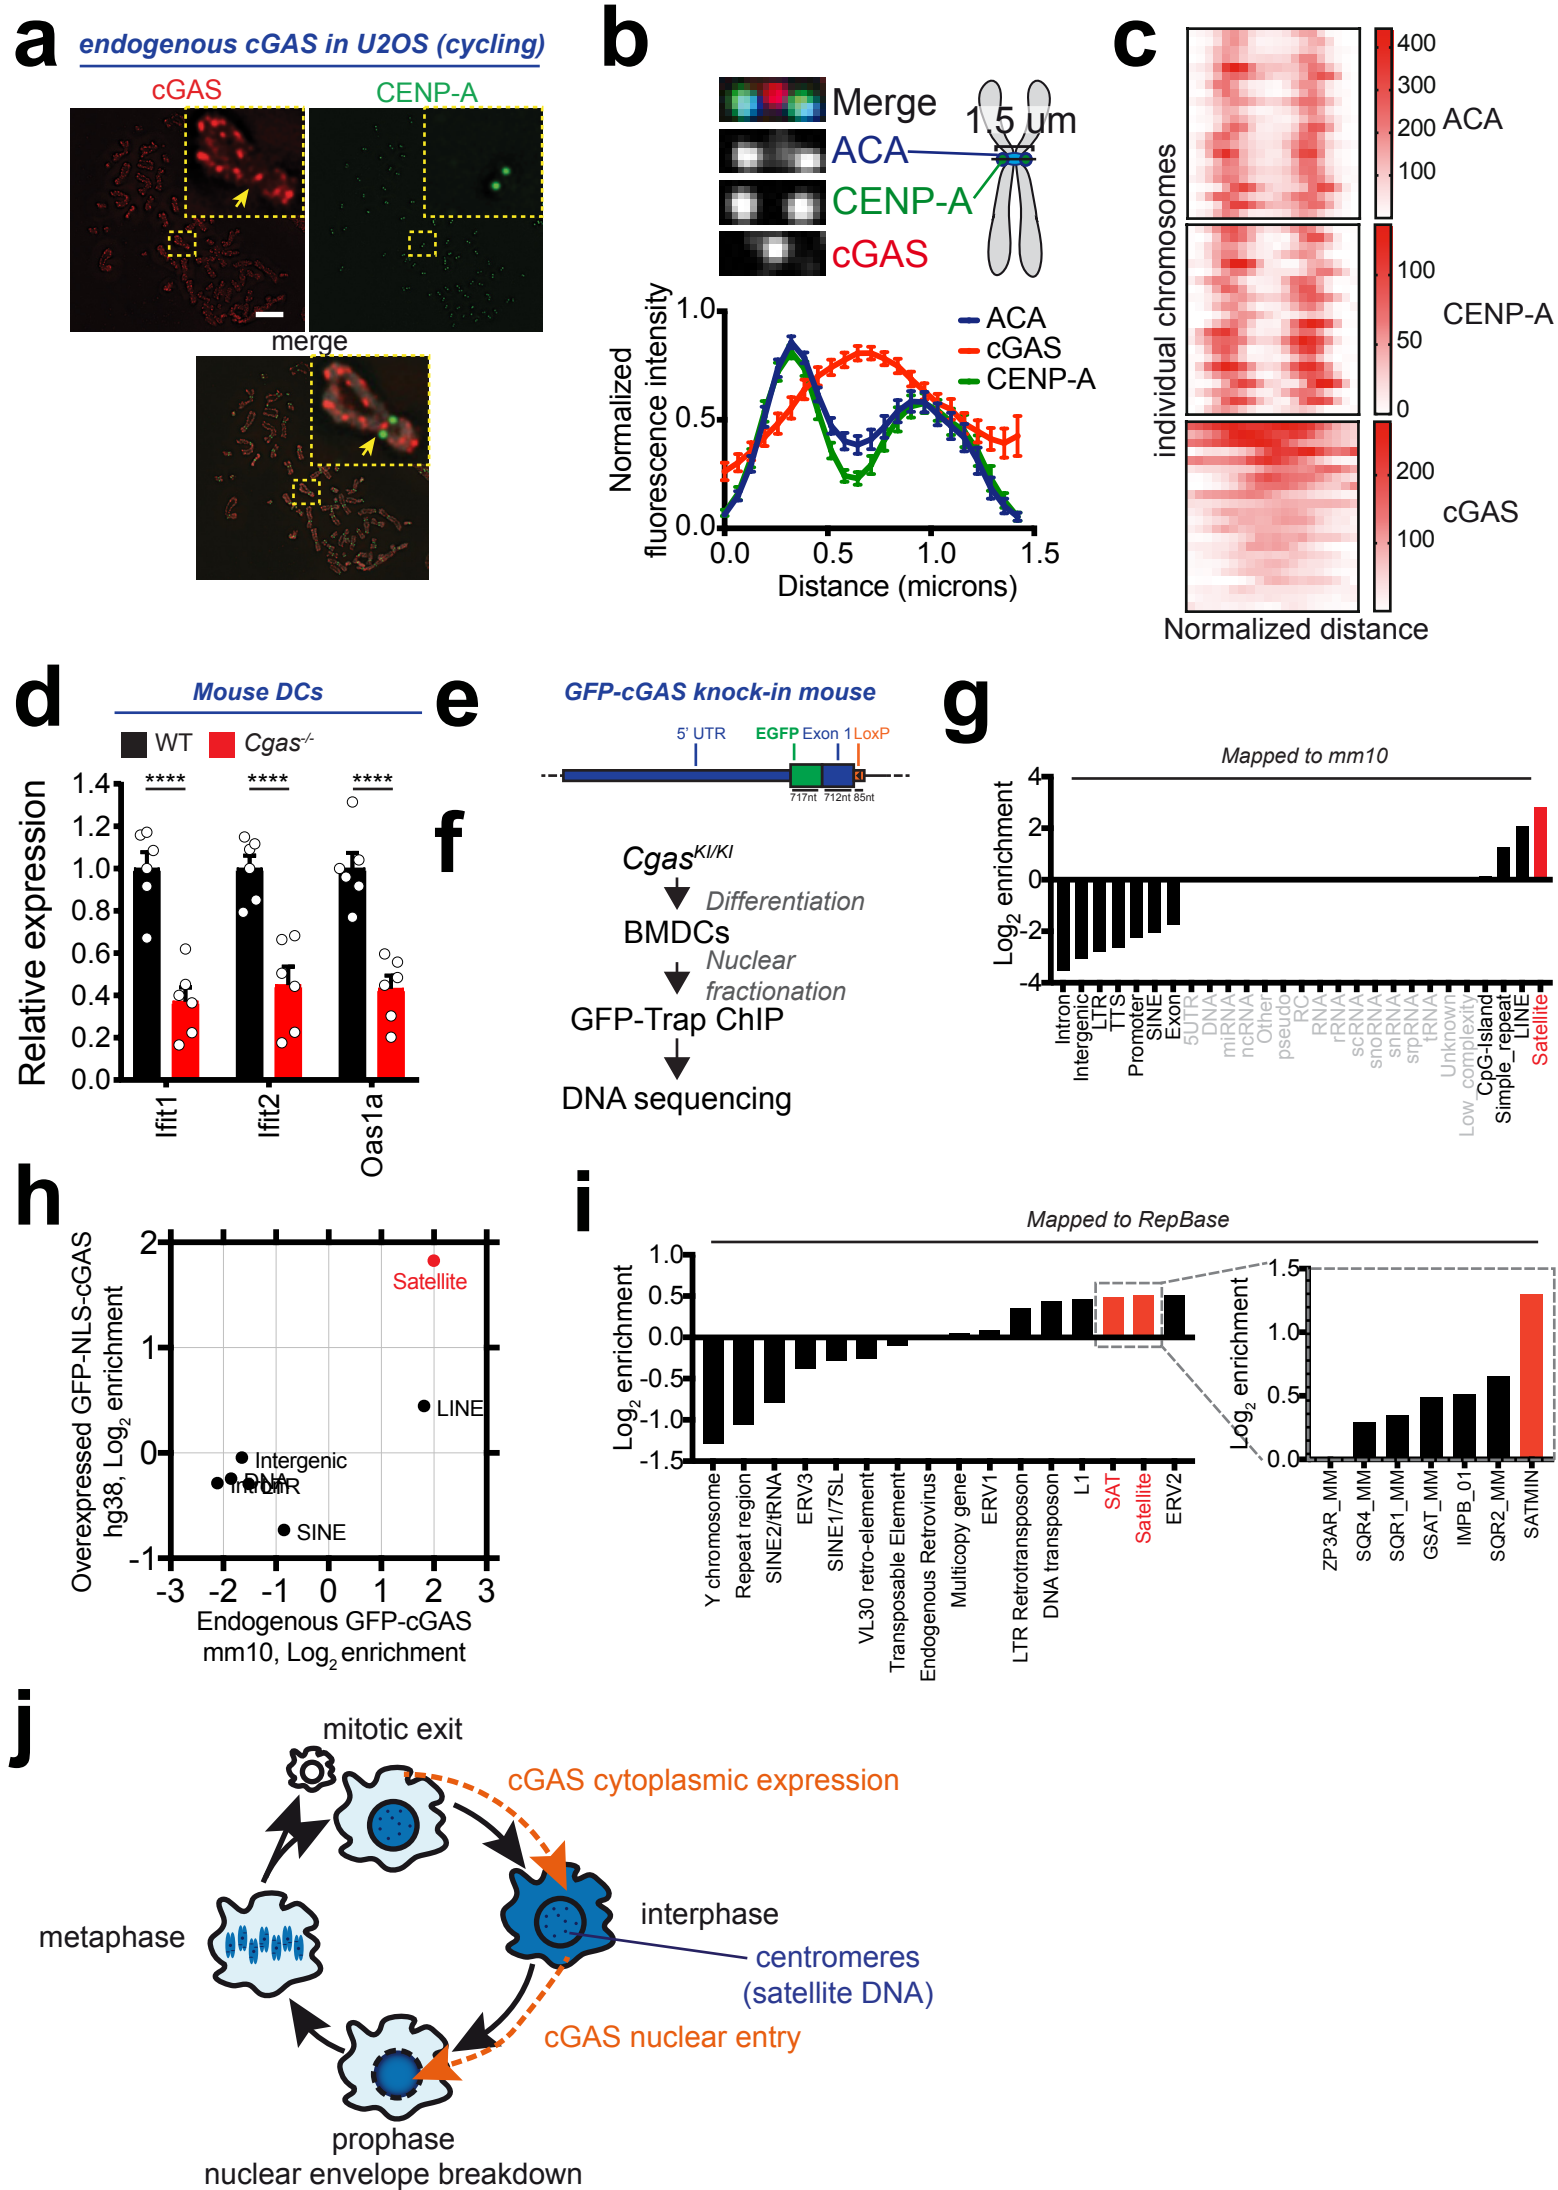 a
endogenous cGAS in U2OS (cycling)
cGAS
CENP-A
merge
b
Merge
ACA
CENP-A
cGAS
1.5 um
Normalized
fluorescence intensity
1.0
0.5
0.0
ACA
cGAS
CENP-A
0.0 0.5 1.0 1.5
Distance (microns)
c
individual chromosomes
400
300
200
100
ACA
100
50
0
CENP-A
200
100
cGAS
Normalized distance
d
Mouse DCs
WT Cgas-/-
Relative expression
1.4
1.2
1.0
0.8
0.6
0.4
0.2
0.0
**** **** ****
Ifit1
Ifit2
Oas1a
e
GFP-cGAS knock-in mouse
5' UTR EGFP Exon 1 LoxP
717nt 712nt 85nt
f
CgasKI/KI
Differentiation
BMDCs
Nuclear
fractionation
GFP-Trap ChIP
DNA sequencing
g
Mapped to mm10
Log2 enrichment
4
2
0
-2
-4
Intron
Intergenic
LTR
TTS
Promoter
SINE
Exon
5UTR
DNA
miRNA
ncRNA
Other
pseudo
RC
RNA
rRNA
scRNA
snoRNA
snRNA
srpRNA
tRNA
Unknown
Low_complexity
CpG-Island
Simple_repeat
LINE
Satellite
h
Overexpressed GFP-NLS-cGAS
hg38, Log2 enrichment
2
1
0
-1
Satellite
LINE
Intergenic
DNA
Intron
LTR
SINE
-3 -2 -1 0 1 2 3
Endogenous GFP-cGAS
mm10, Log2 enrichment
i
Mapped to RepBase
Log2 enrichment
1.0
0.5
0.0
-0.5
-1.0
-1.5
Y chromosome
Repeat region
SINE2/tRNA
ERV3
SINE1/7SL
VL30 retro-element
Transposable Element
Endogenous Retrovirus
Multicopy gene
ERV1
LTR Retrotransposon
DNA transposon
L1
SAT
Satellite
ERV2
Log2 enrichment
1.5
1.0
0.5
0.0
ZP3AR_MM
SQR4_MM
SQR1_MM
GSAT_MM
IMPB_01
SQR2_MM
SATMIN
j
mitotic exit
cGAS cytoplasmic expression
interphase
metaphase
centromeres
(satellite DNA)
cGAS nuclear entry
prophase
nuclear envelope breakdown